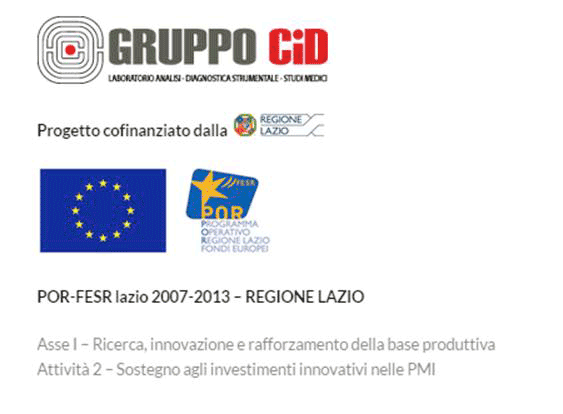 GRUPPO CiD
LABORATORIO ANALISI - DIAGNOSTICA STRUMENTALE - STUDI MEDICI
Progetto cofinanziato dalla REGIONE LAZIO
FESR
POR
PROGRAMMA
OPERATIVO
REGIONE LAZIO
FONDI EUROPEI
POR-FESR lazio 2007-2013 – REGIONE LAZIO
Asse I – Ricerca, innovazione e rafforzamento della base produttiva
Attività 2 – Sostegno agli investimenti innovativi nelle PMI